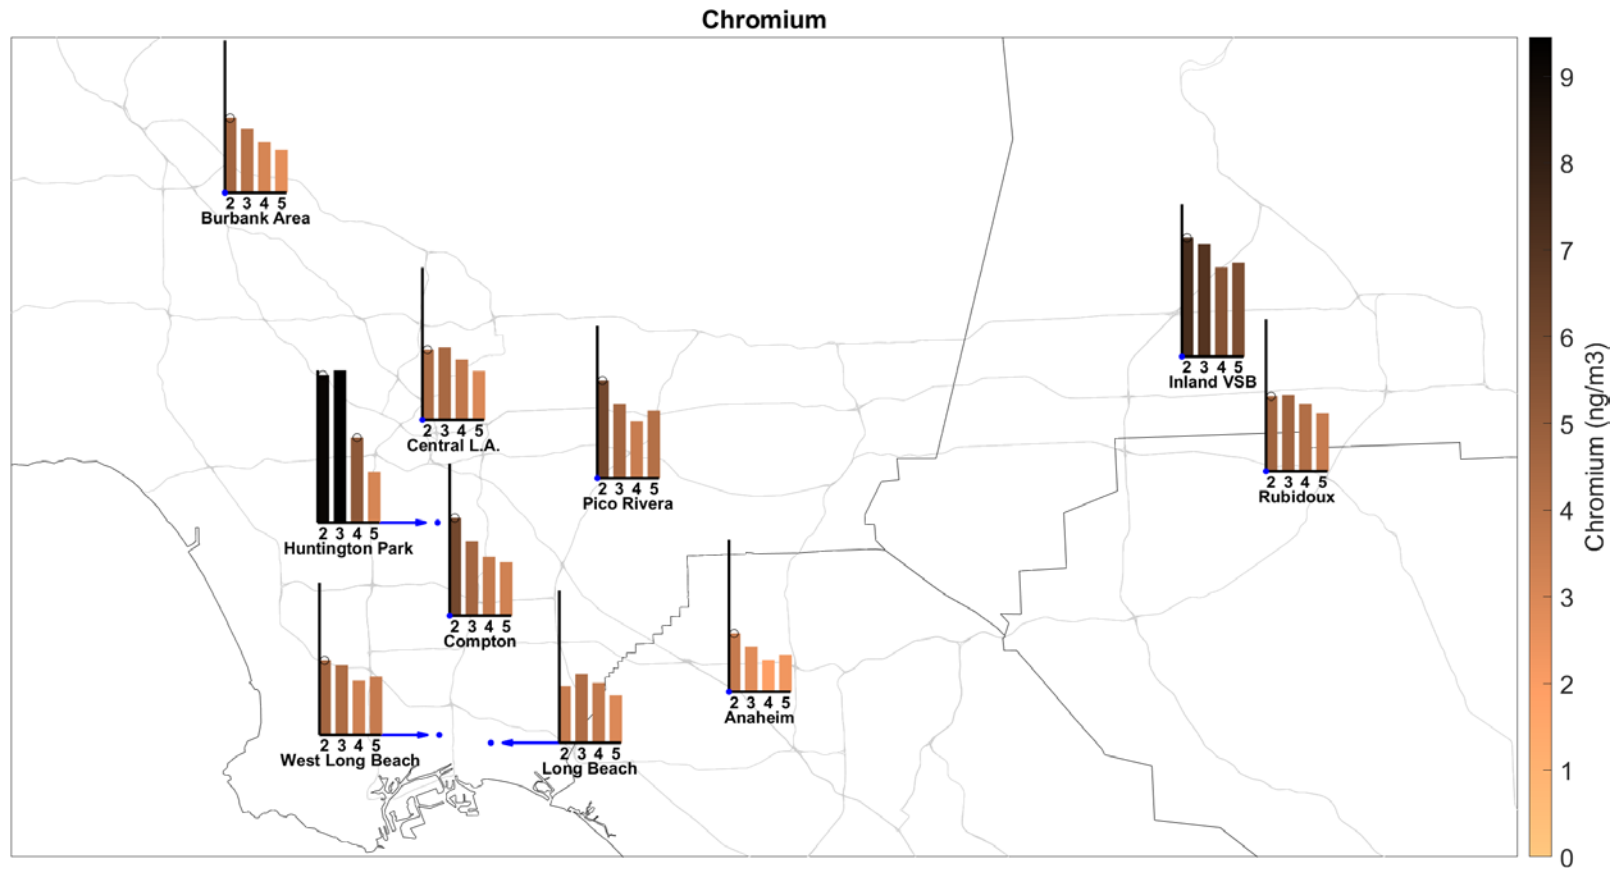 Chromium
2 3 4 5
Burbank Area
2 3 4 5
Central L.A.
2 3 4 5
Inland VSB
2 3 4 5
Pico Rivera
2 3 4 5
Rubidoux
2 3 4 5
Huntington Park
2 3 4 5
Compton
2 3 4 5
Anaheim
2 3 4 5
West Long Beach
2 3 4 5
Long Beach
9
8
7
6
5
4
3
2
1
0
Chromium (ng/m3)